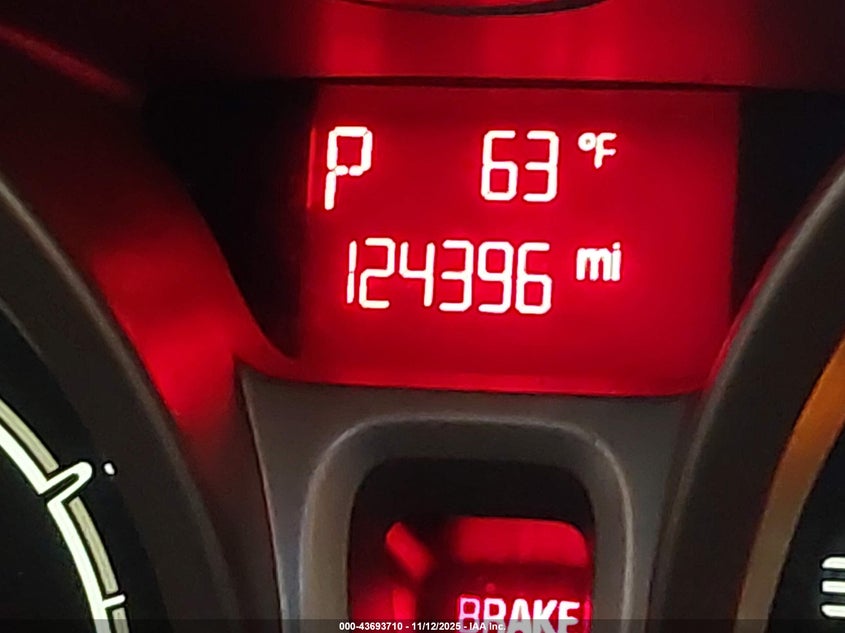 P 63 °F
124396 mi
BRAKE
000-43693710 - 11/12/2025 - IAA Inc.